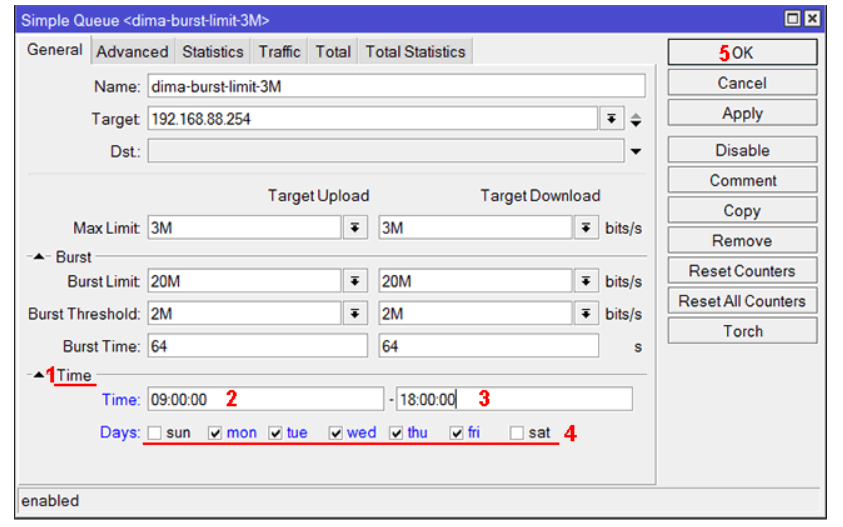 Simple Queue <dima-burst-limit-3M>
General Advanced Statistics Traffic Total Total Statistics
Name: dima-burst-limit-3M
Target: 192.168.88.254
Dst.:
Target Upload Target Download
Max Limit: 3M 3M bits/s
Burst
Burst Limit: 20M 20M bits/s
Burst Threshold: 2M 2M bits/s
Burst Time: 64 64 s
1 Time
Time: 09:00:00 2 - 18:00:00 3
Days: sun mon tue wed thu fri sat 4
enabled
5 OK
Cancel
Apply
Disable
Comment
Copy
Remove
Reset Counters
Reset All Counters
Torch